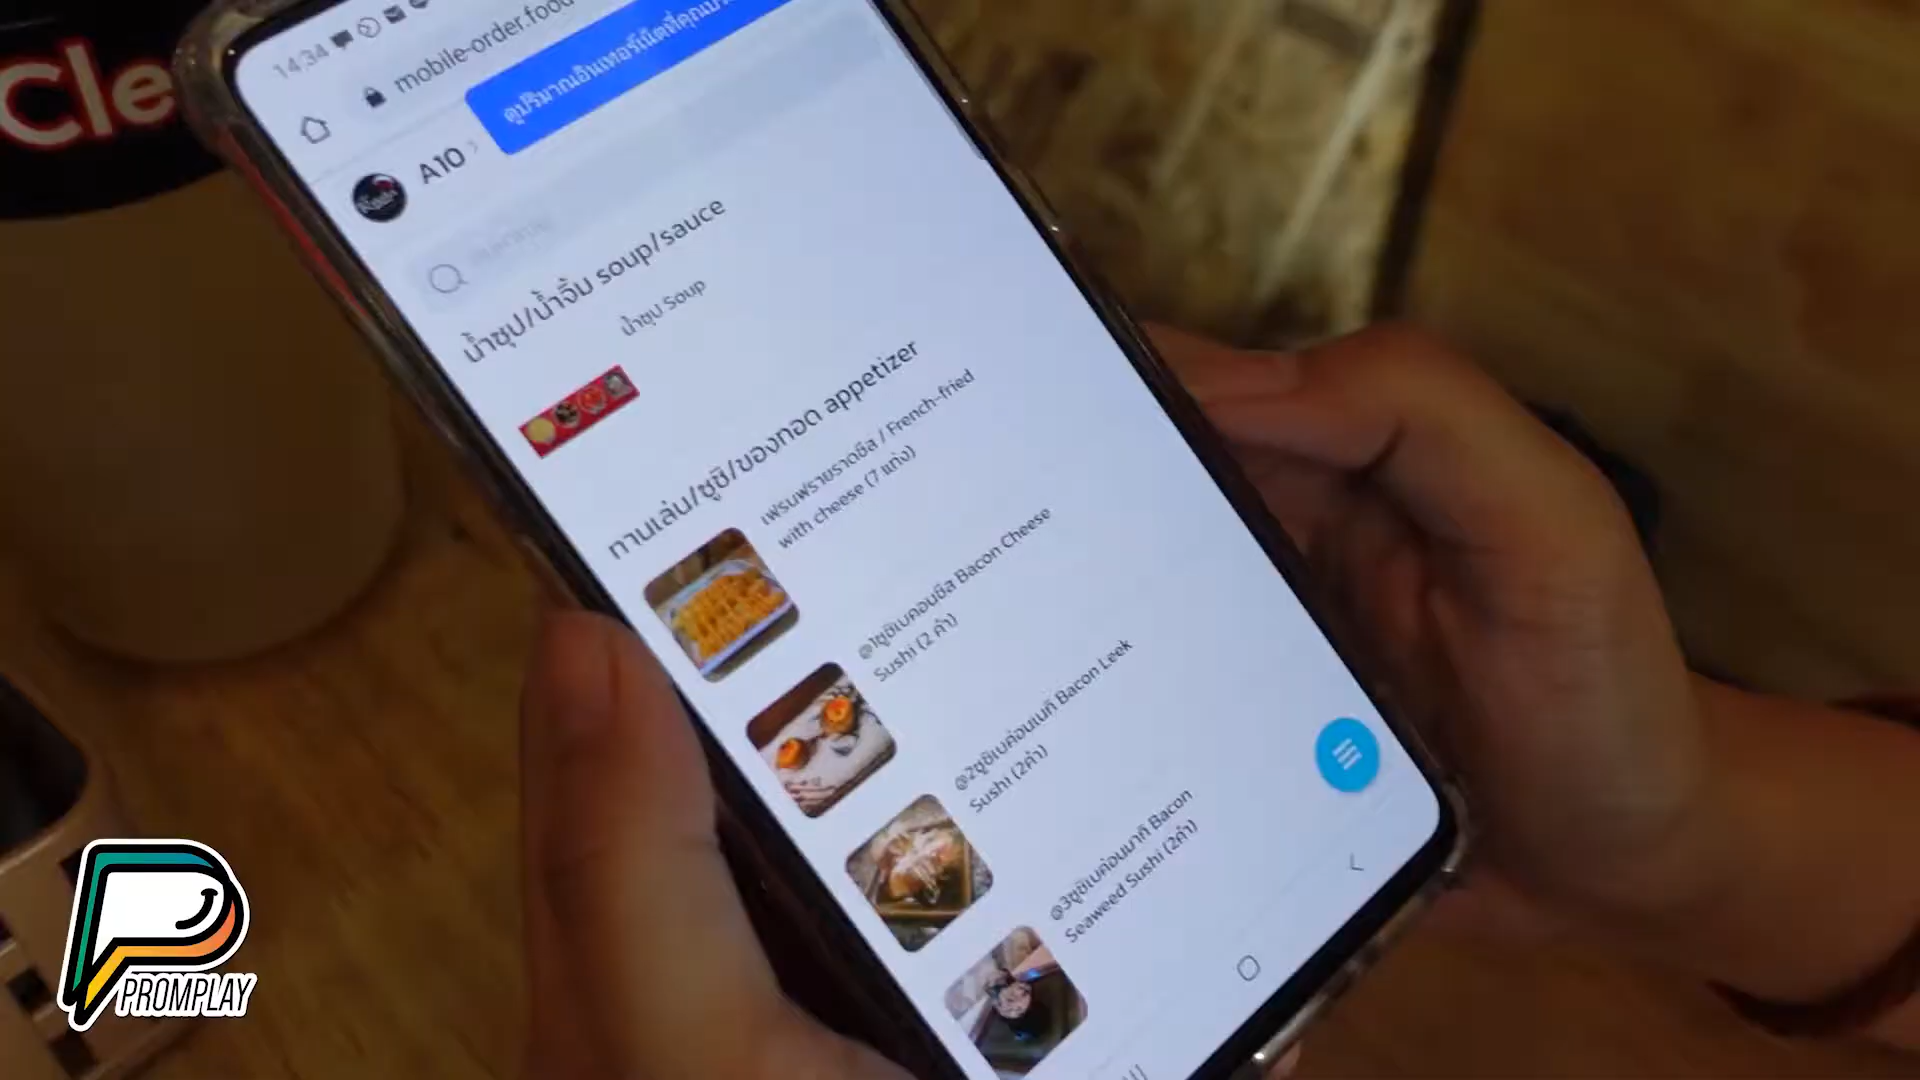 Cle
14:34
mobile-order.food
ดูปริมาณอินเทอร์เน็ตที่คุณ
A10
น้ำซุป/น้ำจิ้ม soup/sauce
น้ำซุป Soup
ทานเล่น/ซูชิ/ของทอด appetizer
เฟรนฟรายราดชีส / French-fried
with cheese (7 แท่ง)
@1ซูชิเบคอนชีส Bacon Cheese
Sushi (2 คำ)
@2ซูชิเบค่อนเนกิ Bacon Leek
Sushi (2คำ)
@3ซูชิเบค่อนมากิ Bacon
Seaweed Sushi (2คำ)
PROMPLAY